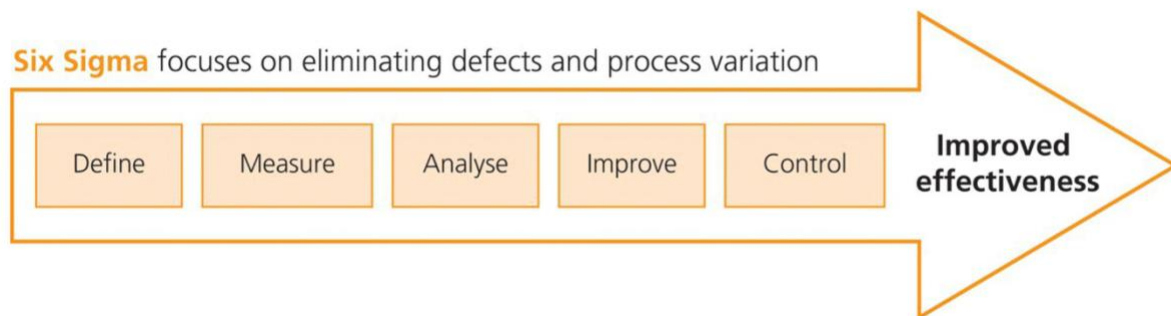 Six Sigma focuses on eliminating defects and process variation
Define
Measure
Analyse
Improve
Control
Improved
effectiveness